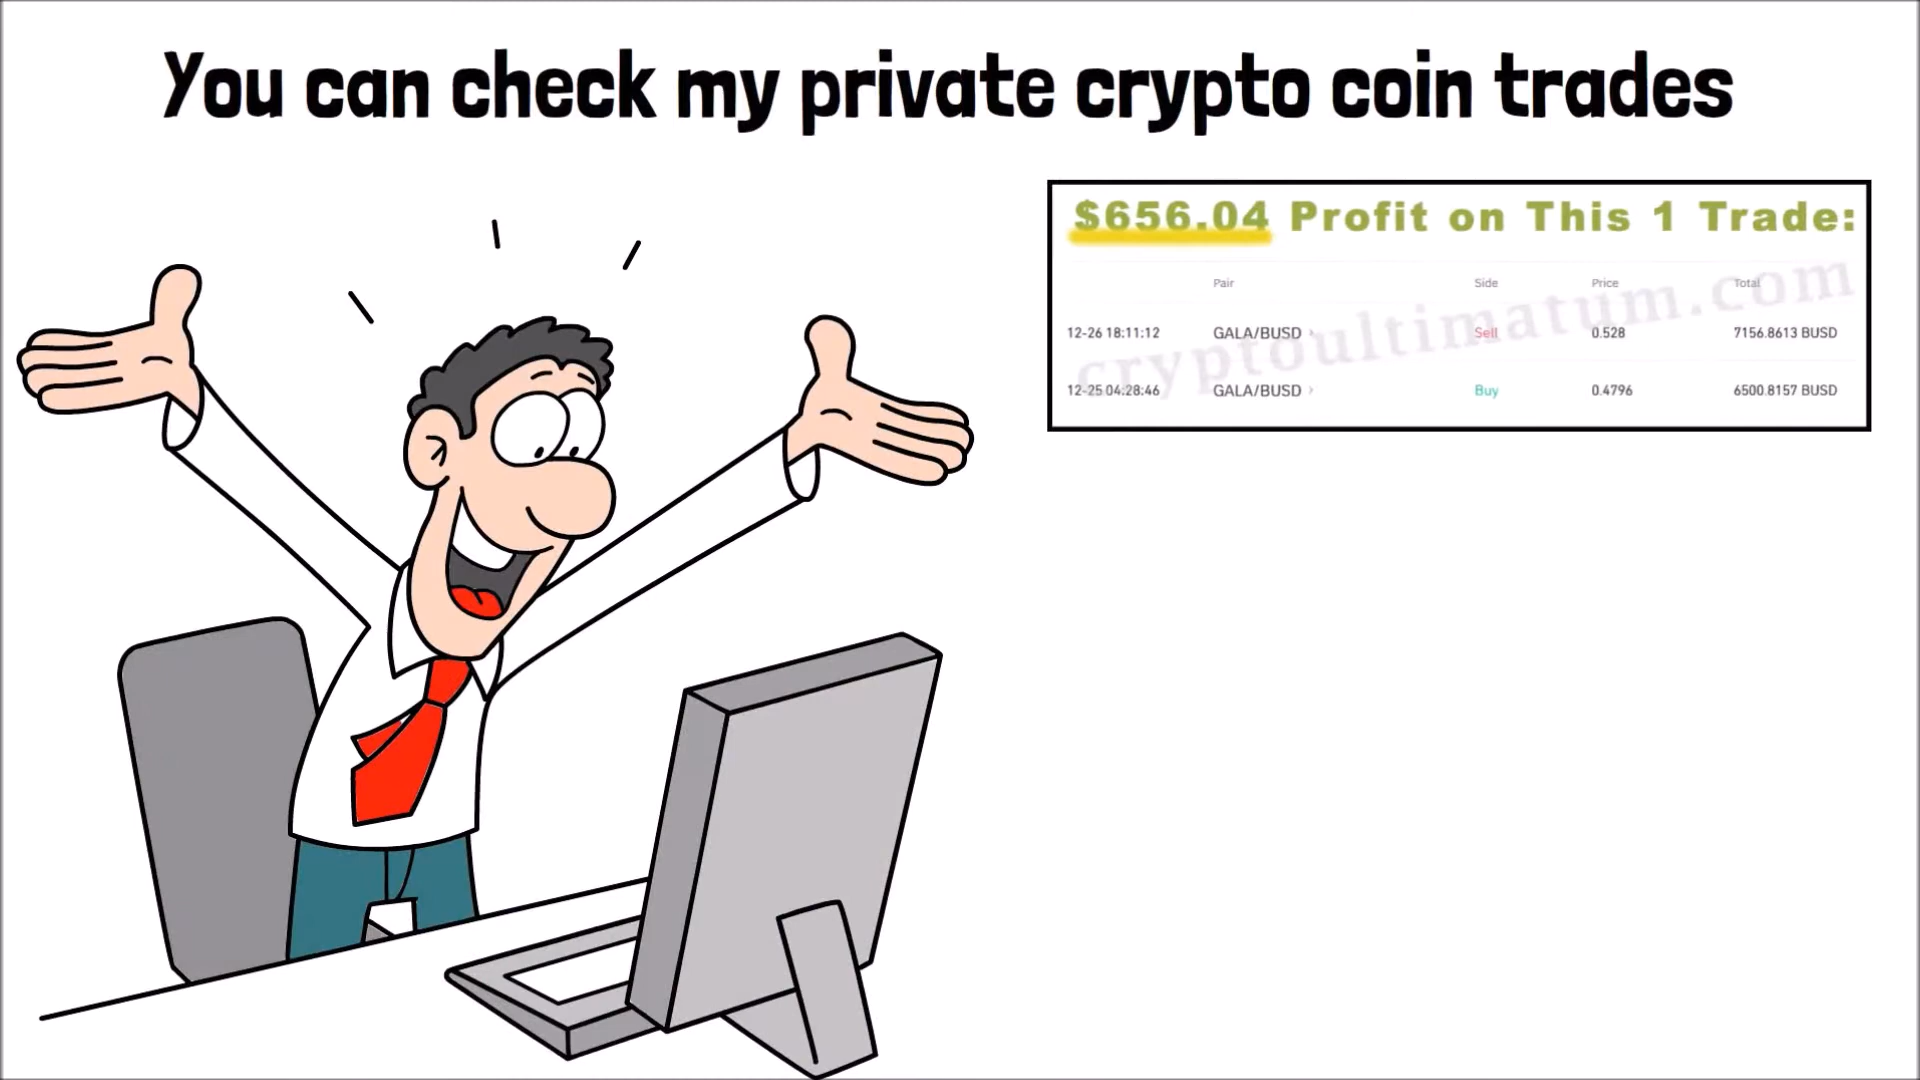 You can check my private crypto coin trades
$656.04 Profit on This 1 Trade:
Pair Side Price Total
12-26 18:11:12 GALA/BUSD › Sell 0.528 7156.8613 BUSD
cryptoultimatum.com
12-25 04:28:46 GALA/BUSD › Buy 0.4796 6500.8157 BUSD